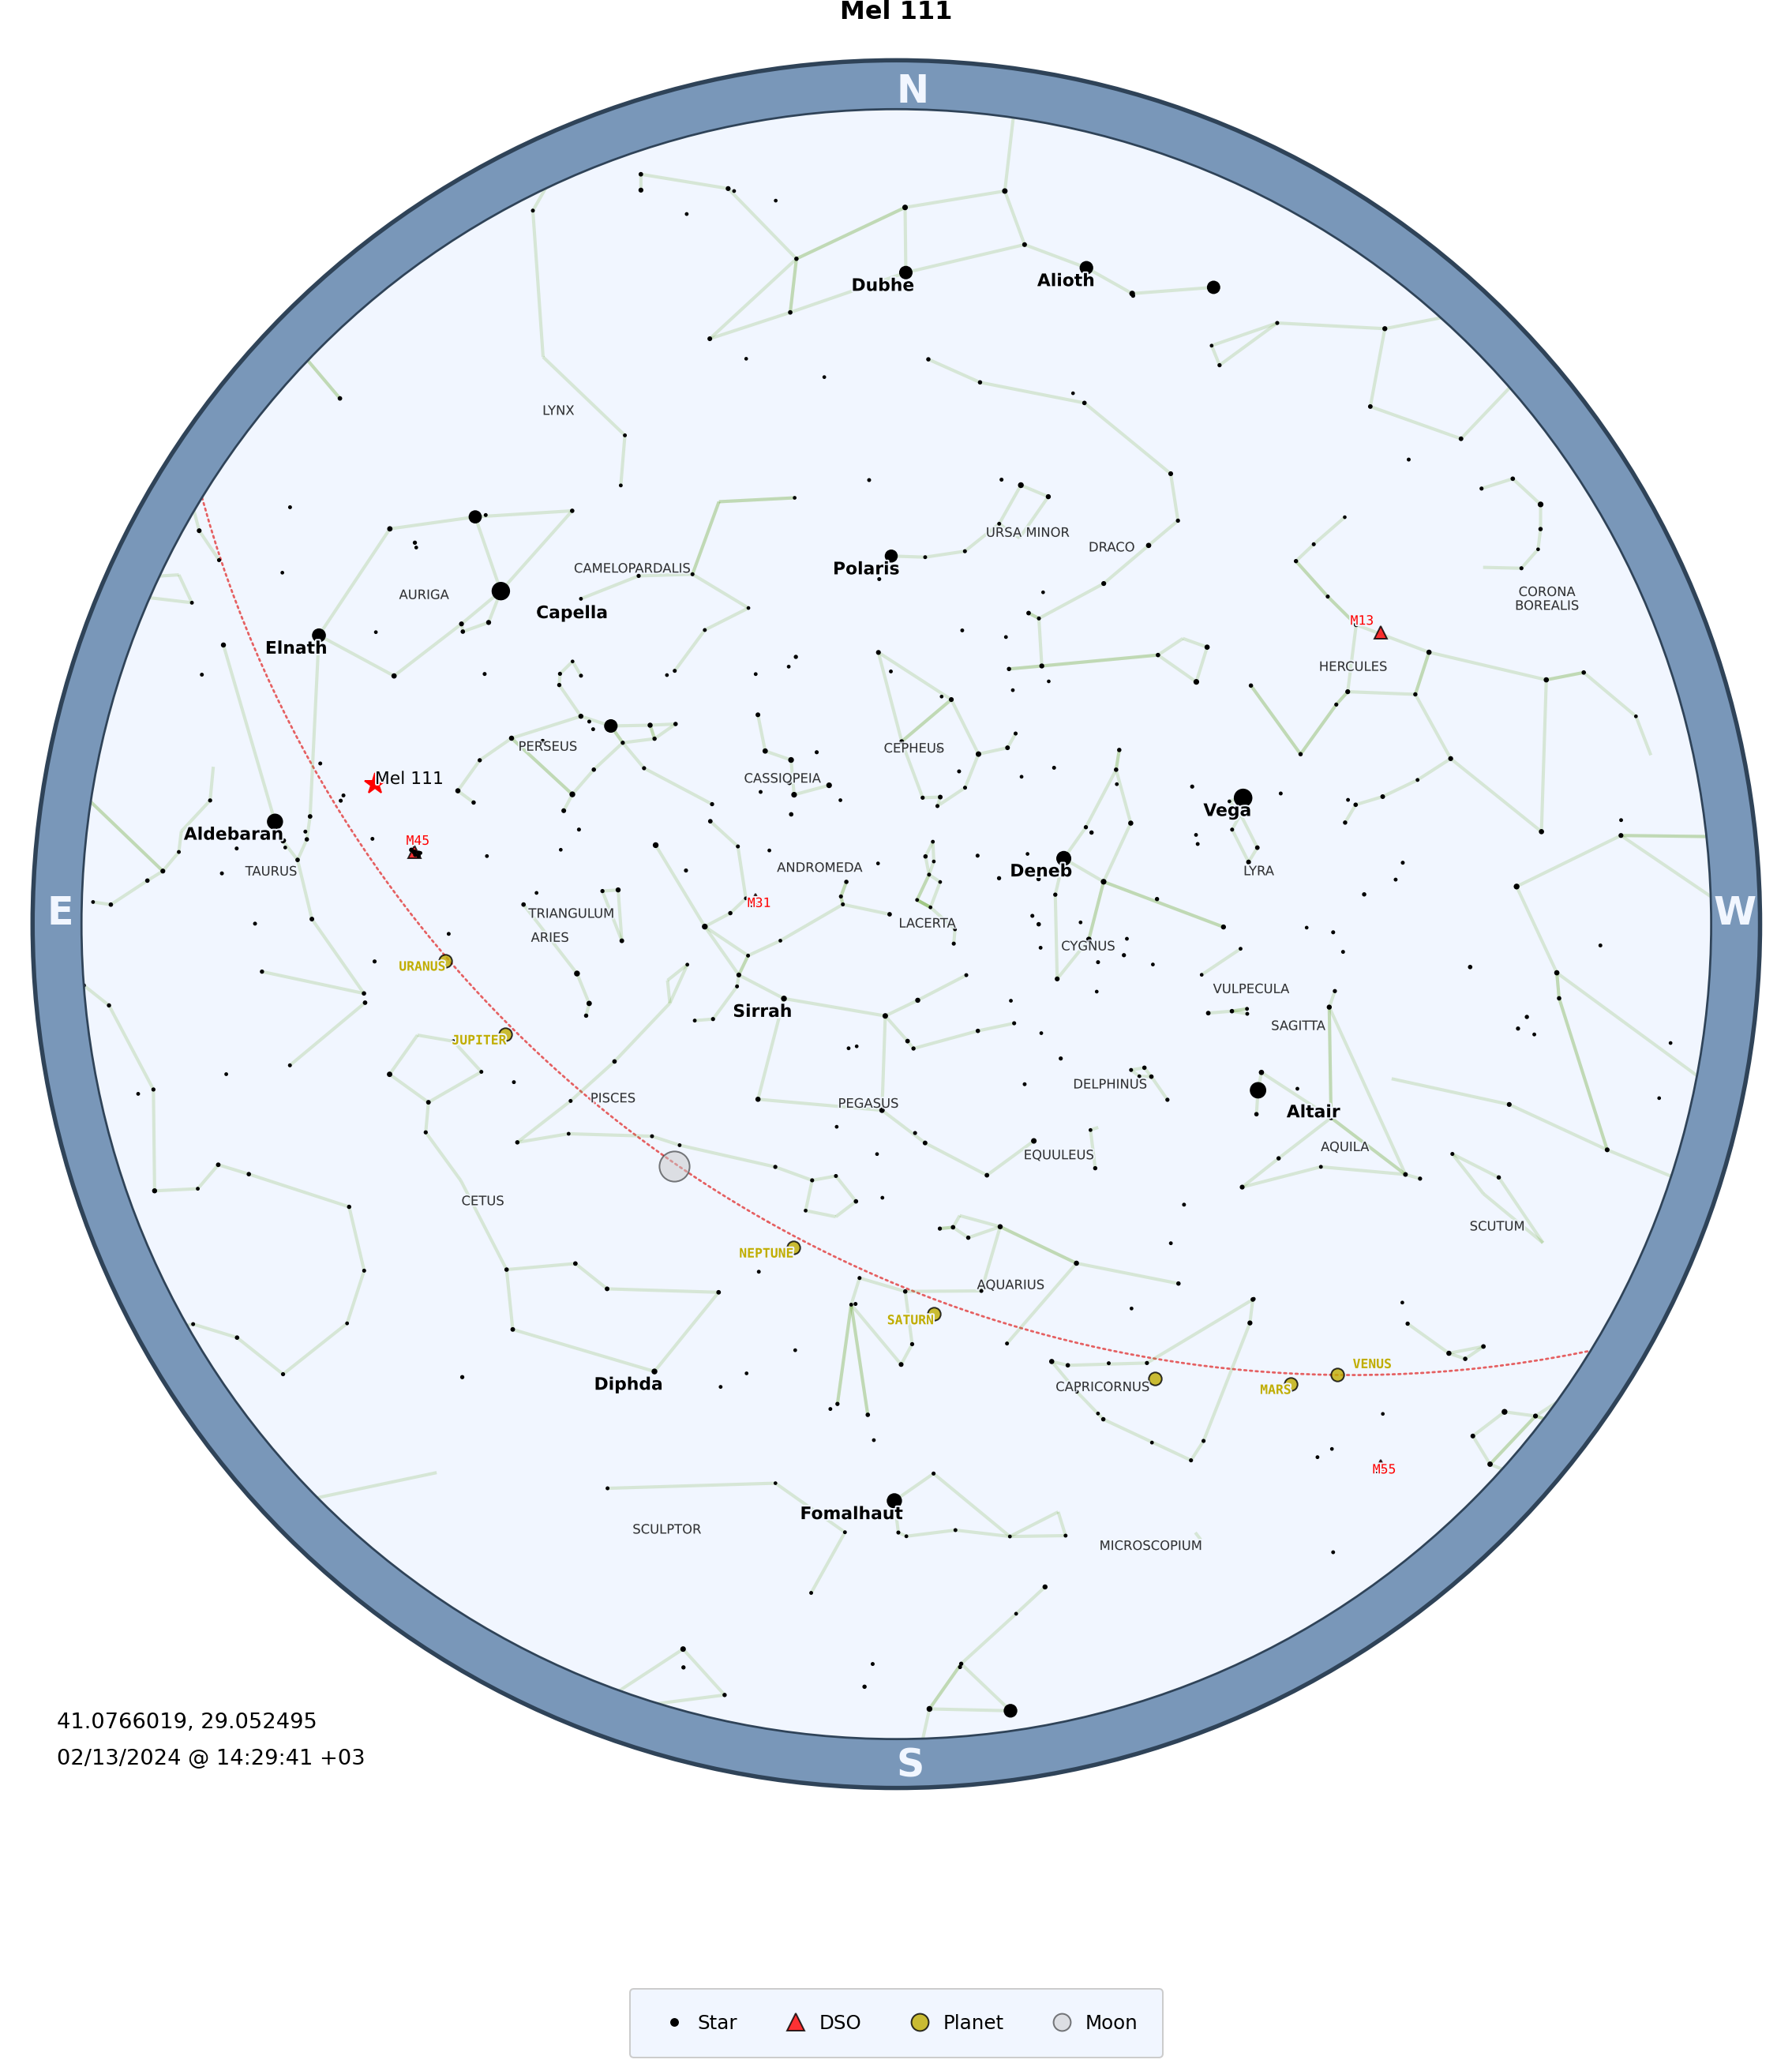 Mel 111
N
Dubhe
Alioth
LYNX
URSA MINOR
DRACO
CAMELOPARDALIS
Polaris
AURIGA
Capella
CORONA
BOREALIS
M13
Elnath
HERCULES
PERSEUS
CEPHEUS
Mel 111
CASSIOPEIA
Vega
Aldebaran
M45
TAURUS
ANDROMEDA
Deneb
LYRA
M31
E
W
TRIANGULUM
LACERTA
ARIES
CYGNUS
URANUS
VULPECULA
Sirrah
SAGITTA
JUPITER
DELPHINUS
PISCES
PEGASUS
Altair
AQUILA
EQUULEUS
CETUS
SCUTUM
NEPTUNE
AQUARIUS
SATURN
VENUS
Diphda
CAPRICORNUS
MARS
M55
Fomalhaut
SCULPTOR
MICROSCOPIUM
41.0766019, 29.052495
02/13/2024 @ 14:29:41 +03
S
Star
DSO
Planet
Moon